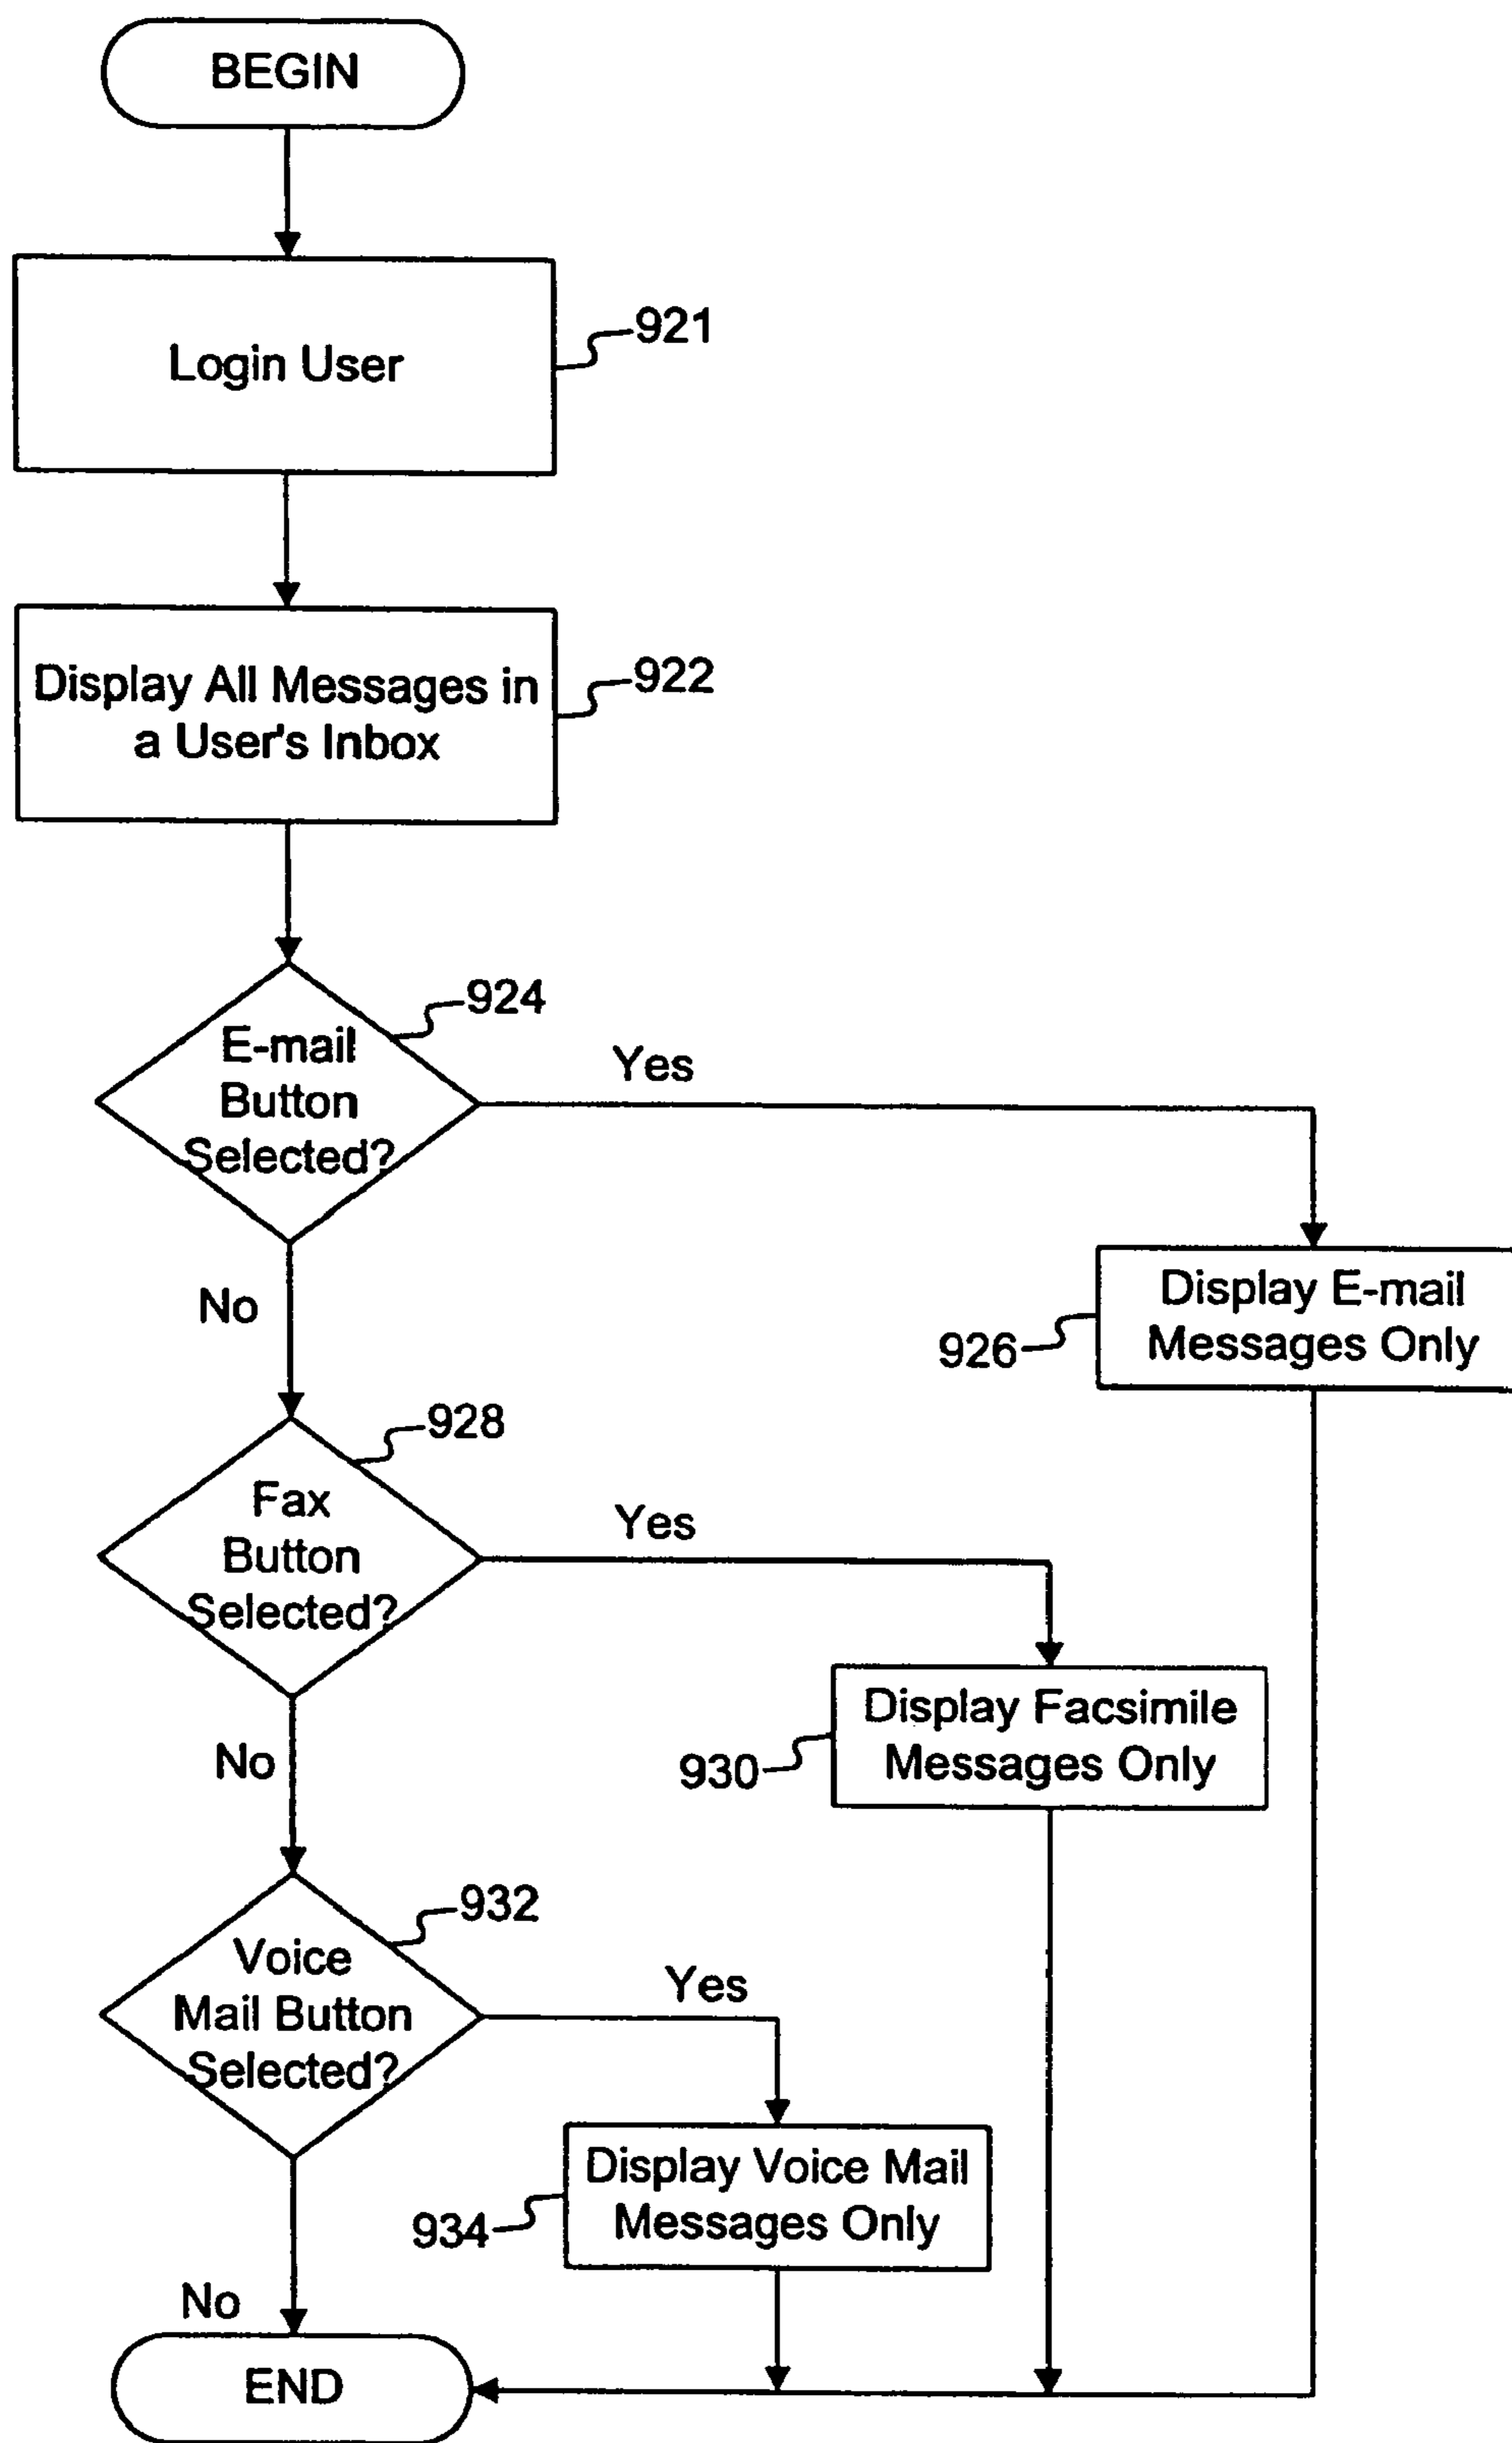 BEGIN
Login User
921
Display All Messages in
a User's Inbox
922
E-mail
Button
Selected?
924
Yes
No
Display E-mail
Messages Only
926
Fax
Button
Selected?
928
Yes
No
Display Facsimile
Messages Only
930
Voice
Mail Button
Selected?
932
Yes
No
Display Voice Mail
Messages Only
934
END